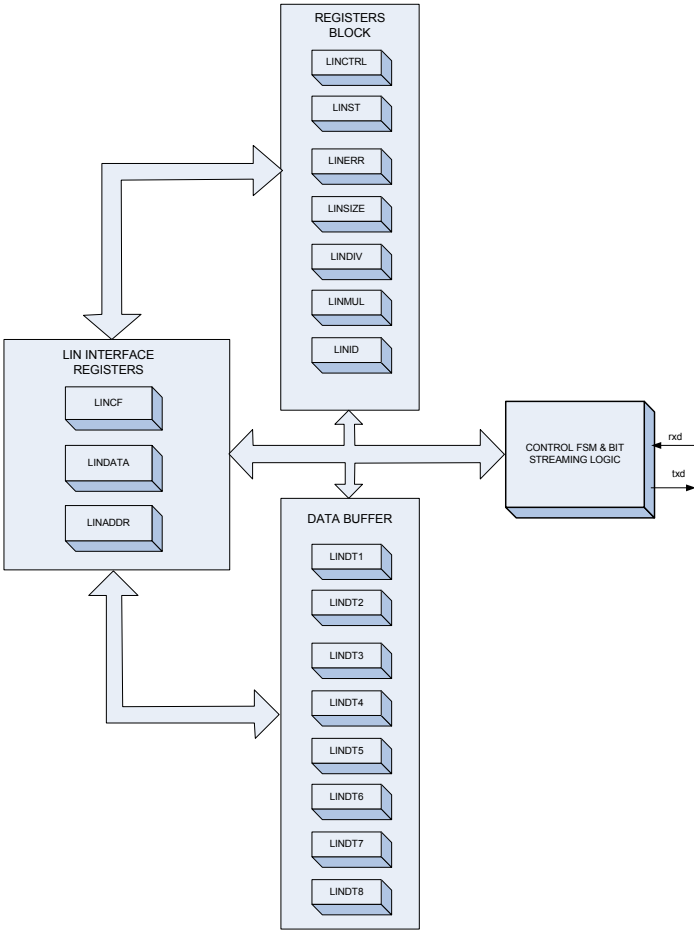 REGISTERS
BLOCK
LINCTRL
LINST
LINERR
LINSIZE
LINDIV
LINMUL
LINID
LIN INTERFACE
REGISTERS
LINCF
LINDATA
LINADDR
CONTROL FSM & BIT
STREAMING LOGIC
rxd
txd
DATA BUFFER
LINDT1
LINDT2
LINDT3
LINDT4
LINDT5
LINDT6
LINDT7
LINDT8